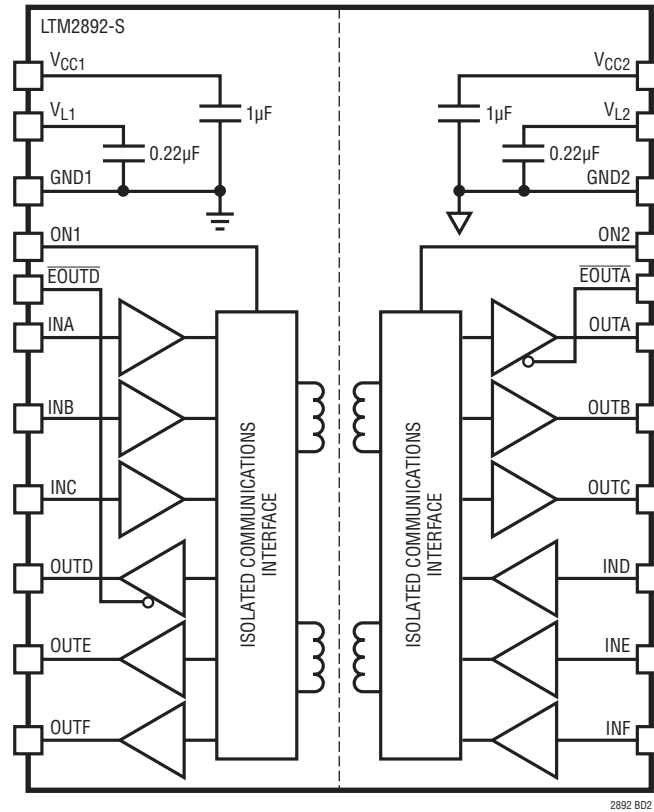 LTM2892-S
VCC1
VCC2
1µF
1µF
VL1
VL2
0.22µF
0.22µF
GND1
GND2
ON1
ON2
EOUTD
EOUTA
INA
OUTA
INB
OUTB
INC
OUTC
ISOLATED COMMUNICATIONS
INTERFACE
ISOLATED COMMUNICATIONS
INTERFACE
OUTD
IND
OUTE
INE
OUTF
INF
2892 BD2